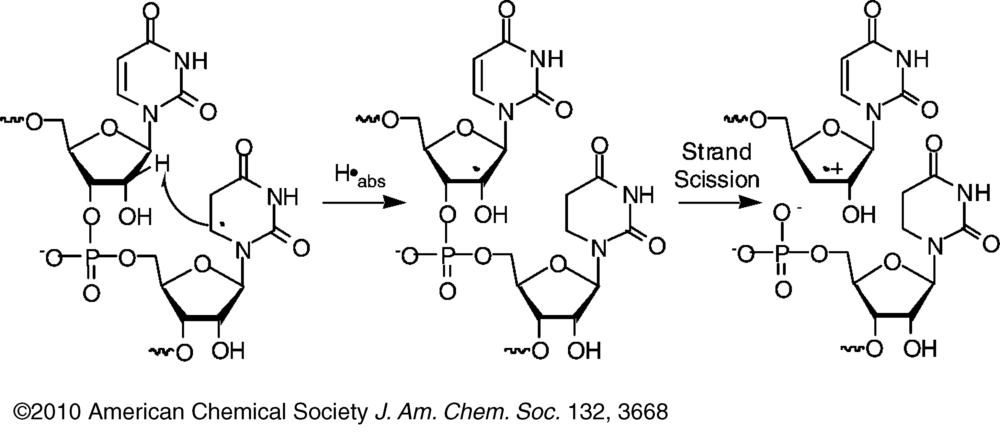 O O O
NH NH NH
O N O O N O O N O
O O O
H O O O
H•abs Strand
Scission •+
NH NH NH
O OH O OH O - OH
N O N O N O
-O P O O -O P O O -O P O O
O O O
O OH O OH O OH
©2010 American Chemical Society J. Am. Chem. Soc. 132, 3668